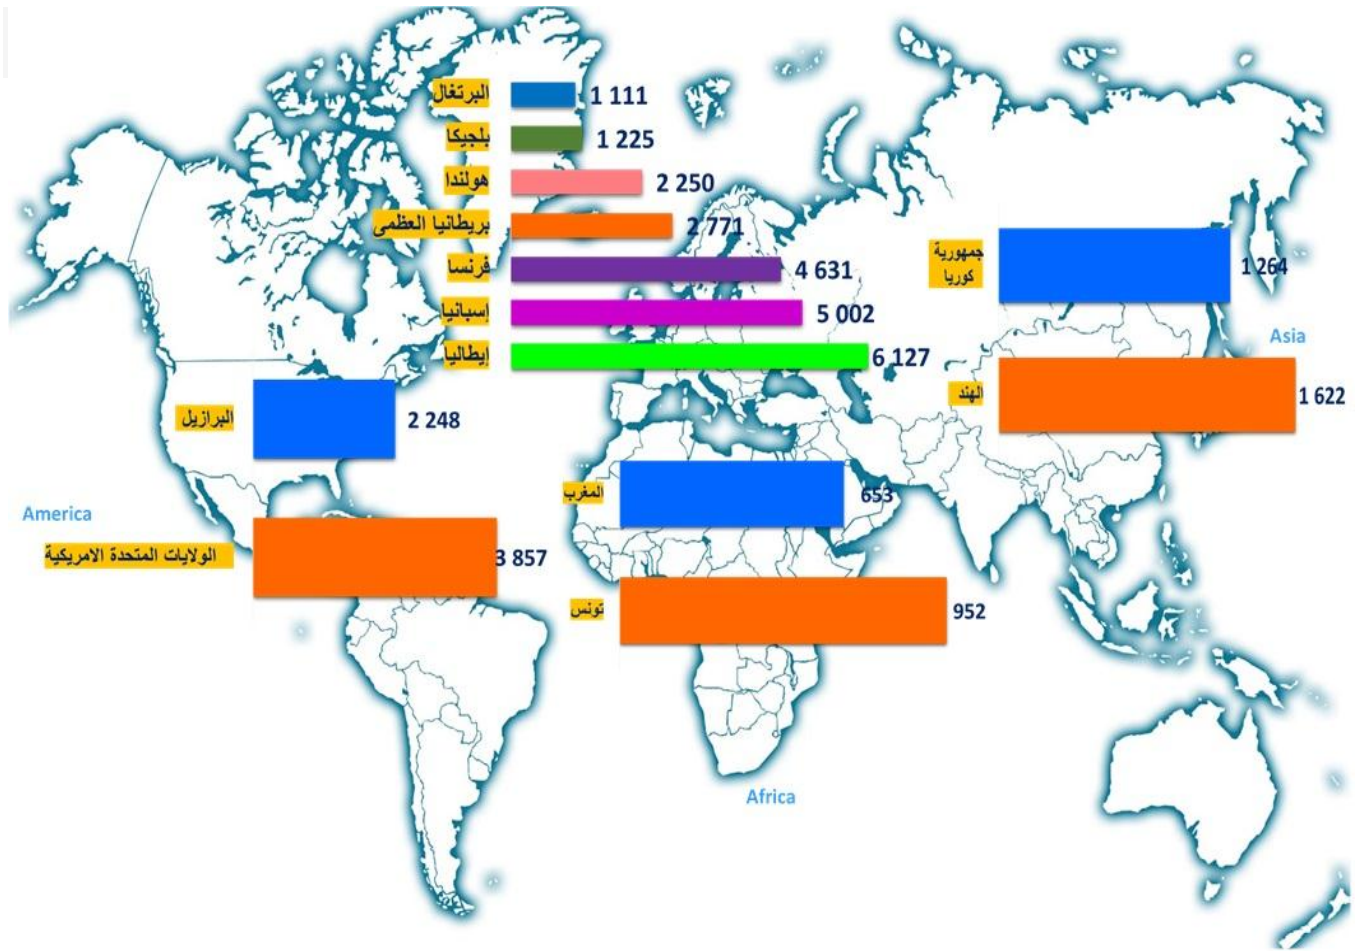 البرتغال 1 111
بلجيكا 1 225
هولندا 2 250
بريطانيا العظمى 2 771
فرنسا 4 631
إسبانيا 5 002
إيطاليا 6 127
جمهورية
كوريا
1 264
Asia
الهند 1 622
البرازيل 2 248
America
الولايات المتحدة الامريكية 3 857
المغرب 653
تونس 952
Africa